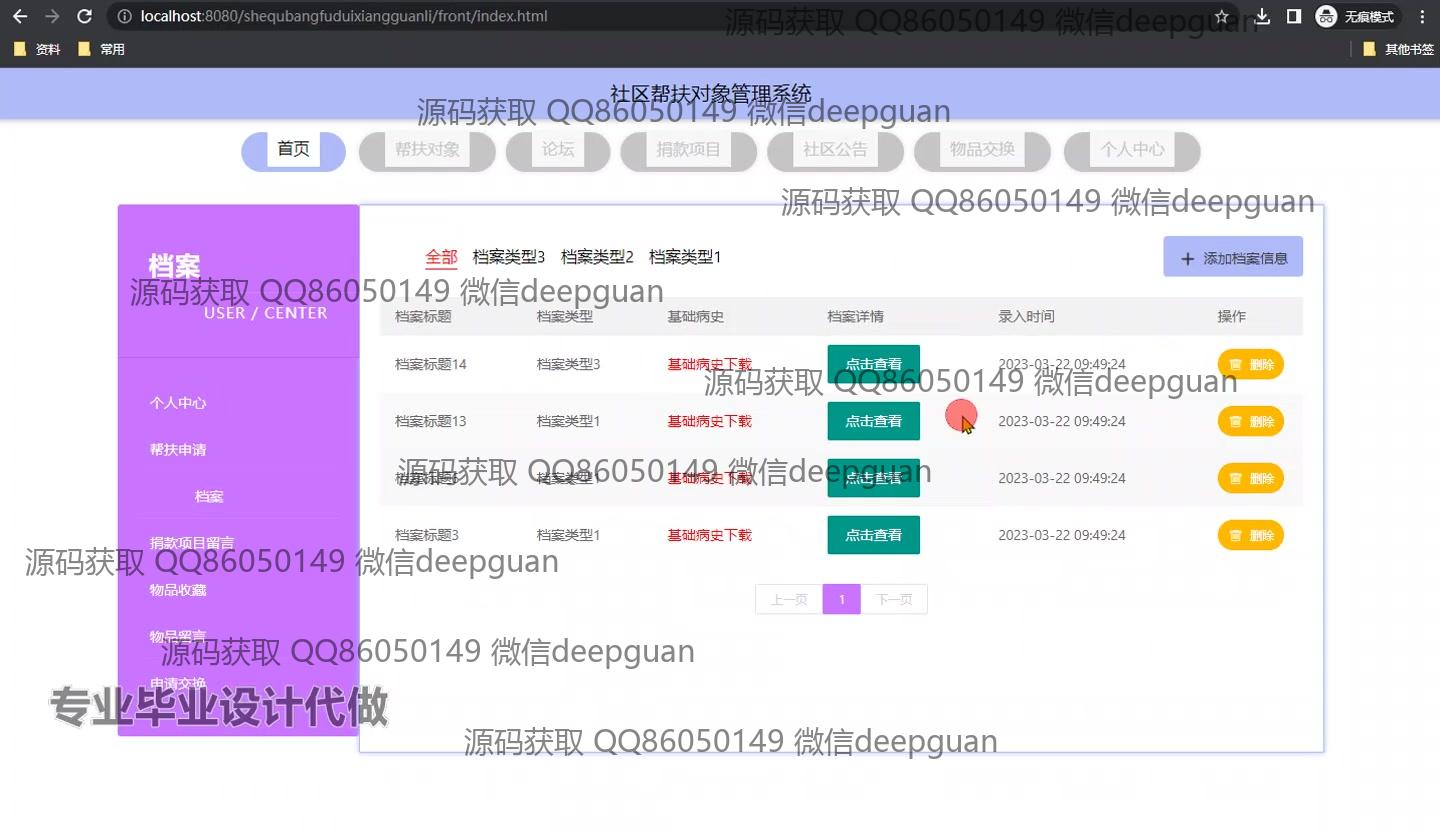 localhost:8080/shequbangfuduixiangguanli/front/index.html
无痕模式
资料 常用 其他书签
源码获取 QQ86050149 微信deepguan
社区帮扶对象管理系统
源码获取 QQ86050149 微信deepguan
首页 帮扶对象 论坛 捐款项目 社区公告 物品交换 个人中心
源码获取 QQ86050149 微信deepguan
档案
USER / CENTER
源码获取 QQ86050149 微信deepguan
个人中心
帮扶申请
档案
捐款项目留言
物品收藏
物品留言
申请交换
全部 档案类型3 档案类型2 档案类型1
+ 添加档案信息
档案标题 档案类型 基础病史 档案详情 录入时间 操作
档案标题14 档案类型3 基础病史下载 点击查看 2023-03-22 09:49:24 删除
源码获取 QQ86050149 微信deepguan
档案标题13 档案类型1 基础病史下载 点击查看 2023-03-22 09:49:24 删除
源码获取 QQ86050149 微信deepguan
档案类型1 基础病史下载 点击查看 2023-03-22 09:49:24 删除
档案标题3 档案类型1 基础病史下载 点击查看 2023-03-22 09:49:24 删除
源码获取 QQ86050149 微信deepguan
上一页 1 下一页
源码获取 QQ86050149 微信deepguan
专业毕业设计代做
源码获取 QQ86050149 微信deepguan